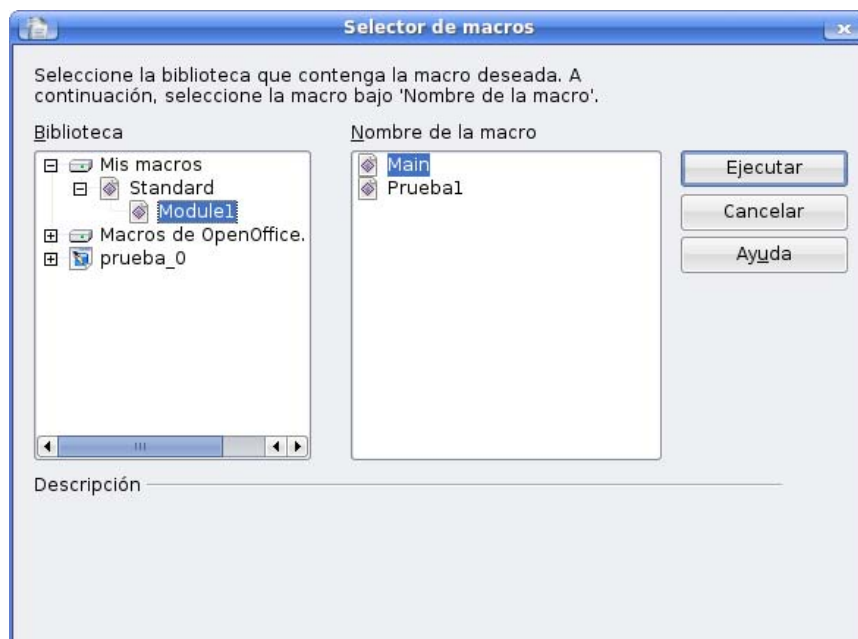 Selector de macros
Seleccione la biblioteca que contenga la macro deseada. A
continuación, seleccione la macro bajo 'Nombre de la macro'.
Biblioteca
Mis macros
Standard
Module1
Macros de OpenOffice.
prueba_0
Nombre de la macro
Main
Prueba1
Ejecutar
Cancelar
Ayuda
Descripción